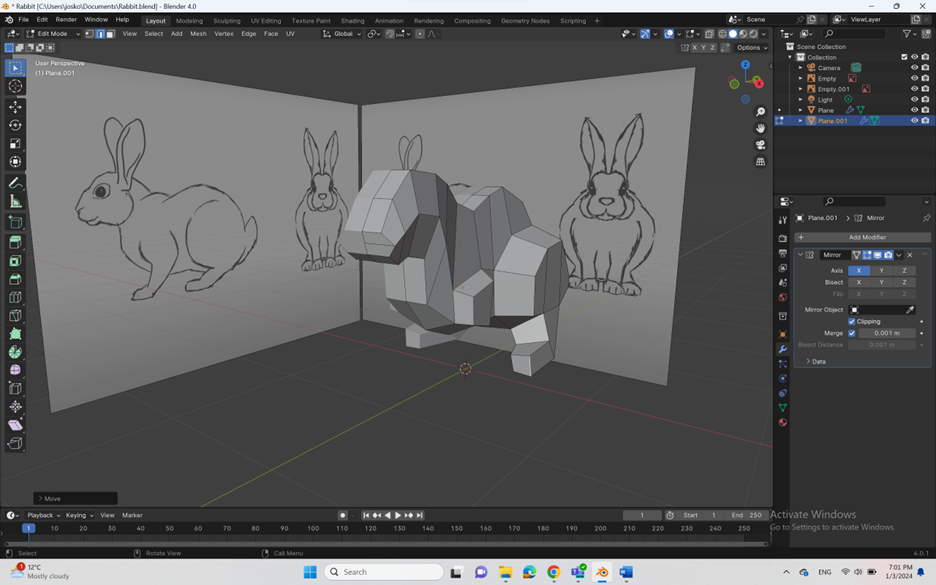 * Rabbit [C:\Users\josko\Documents\Rabbit.blend] - Blender 4.0
File Edit Render Window Help Layout Modeling Sculpting UV Editing Texture Paint Shading Animation Rendering Compositing Geometry Nodes Scripting + Scene ViewLayer
Edit Mode View Select Add Mesh Vertex Edge Face UV Global
X Y Z Options
User Perspective
(1) Plane.001
Scene Collection
Collection
Camera
Empty
Empty.001
Light
Plane
Plane.001
Plane.001 > Mirror
+ Add Modifier
Mirror
Axis X Y Z
Bisect X Y Z
Flip X Y Z
Mirror Object
Clipping
Merge 0.001 m
Bisect Distance 0.001 m
> Data
> Move
Playback Keying View Marker 1 Start 1 End 250
1 10 20 30 40 50 60 70 80 90 100 110 120 130 140 150 160 170 180 190 200 210 220 230 240 250
Activate Windows
Go to Settings to activate Windows.
Select Rotate View Call Menu 4.0.1
1
12°C
Mostly cloudy
Search
ENG
7:01 PM
1/3/2024